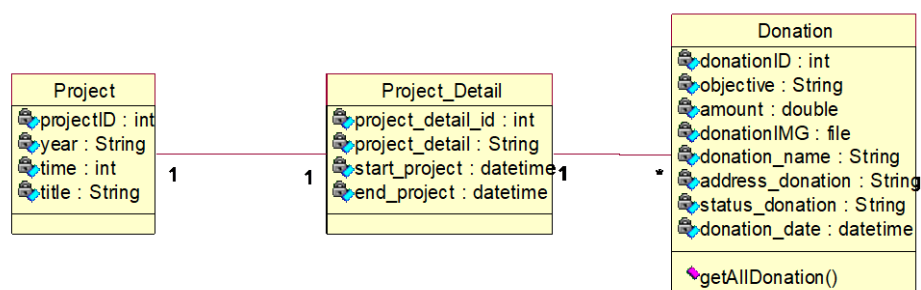 Project
projectID : int
year : String
time : int
title : String
1
1
Project_Detail
project_detail_id : int
project_detail : String
start_project : datetime
end_project : datetime
1
*
Donation
donationID : int
objective : String
amount : double
donationIMG : file
donation_name : String
address_donation : String
status_donation : String
donation_date : datetime
getAllDonation()